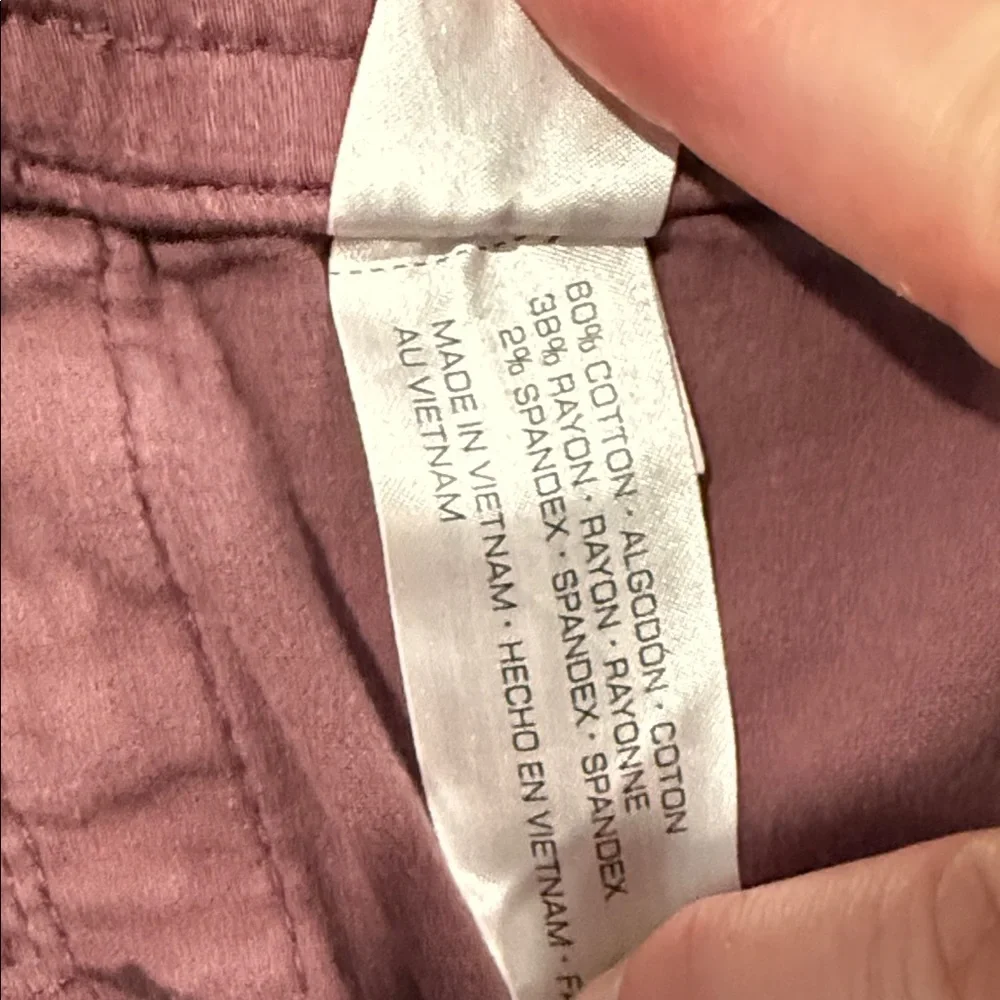 60% COTTON · ALGODÓN · COTON
38% RAYON · RAYON · RAYONNE
2% SPANDEX · SPANDEX · SPANDEX
MADE IN VIETNAM · HECHO EN VIETNAM ·
AU VIETNAM